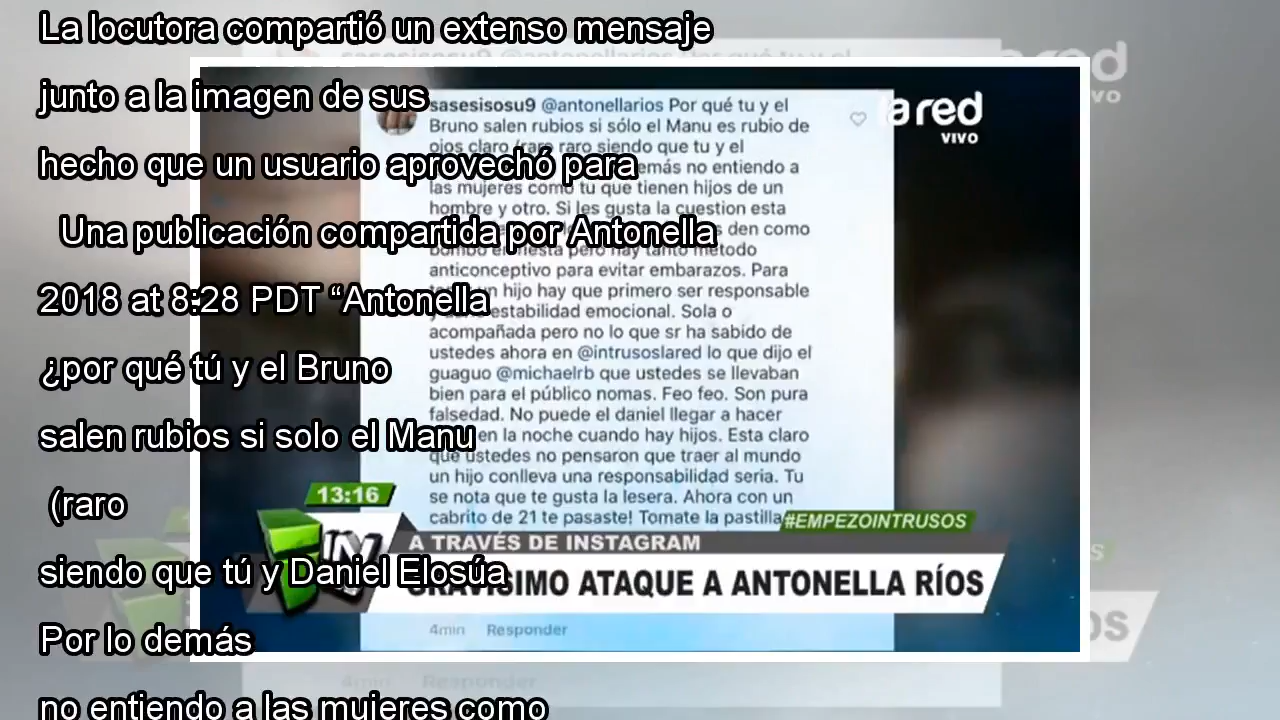 La locutora compartió un extenso mensaje
junto a la imagen de sus
hecho que un usuario aprovechó para
Una publicación compartida por Antonella
2018 at 8:28 PDT “Antonella
¿por qué tú y el Bruno
salen rubios si solo el Manu
(raro
siendo que tú y Daniel Elosúa
Por lo demás
no entiendo a las mujeres como
sasesisosu9 @antonellarios Por qué tu y el
Bruno salen rubios si sólo el Manu es rubio de
ojos claro (raro raro siendo que tu y el
emás no entiendo a
las mujeres como tu que tienen hijos de un
hombre y otro. Si les gusta la cuestion esta
s den como
bombo en fiesta pero hay tanto metodo
anticonceptivo para evitar embarazos. Para
un hijo hay que primero ser responsable
estabilidad emocional. Sola o
acompañada pero no lo que sr ha sabido de
ustedes ahora en @intrusoslared lo que dijo el
guaguo @michaelrb que ustedes se llevaban
bien para el público nomas. Feo feo. Son pura
falsedad. No puede el daniel llegar a hacer
en la noche cuando hay hijos. Esta claro
que ustedes no pensaron que traer al mundo
un hijo conlleva una responsabilidad seria. Tu
se nota que te gusta la lesera. Ahora con un
cabrito de 21 te pasaste! Tomate la pastilla
4min Responder
la red
VIVO
13:16
#EMPEZOINTRUSOS
A TRAVÉS DE INSTAGRAM
GRAVÍSIMO ATAQUE A ANTONELLA RÍOS